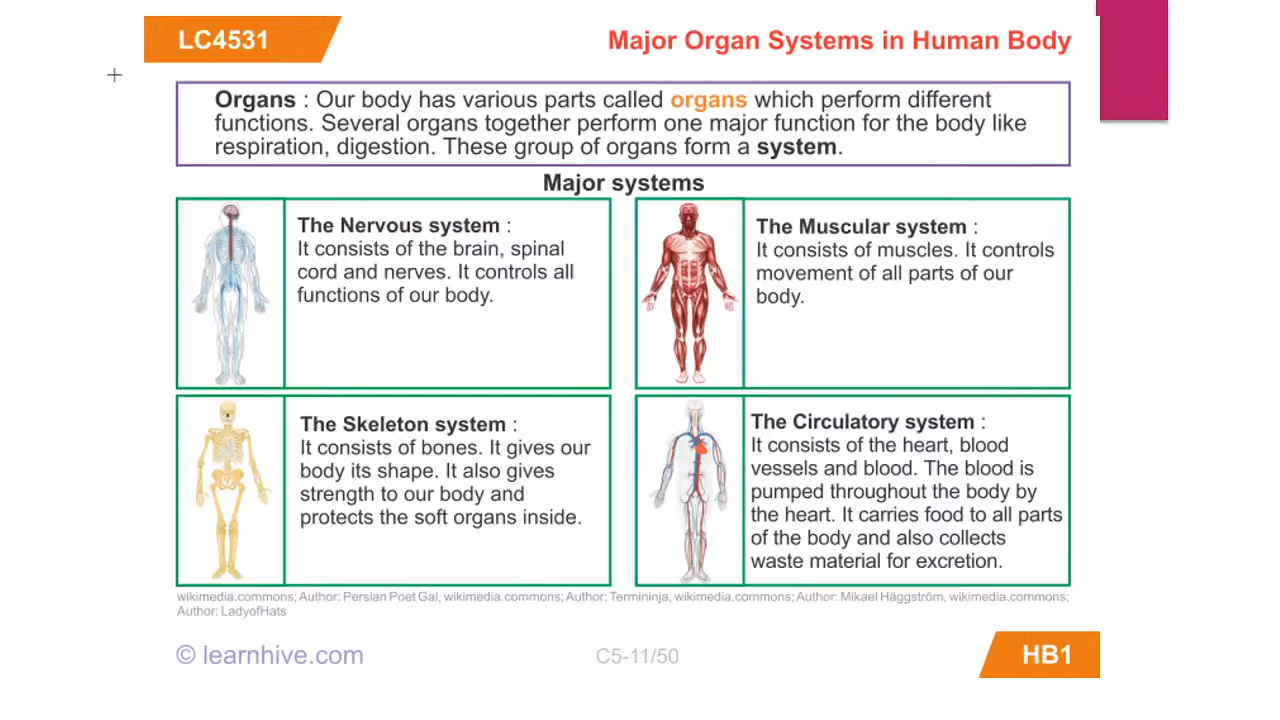 LC4531
Major Organ Systems in Human Body
Organs : Our body has various parts called organs which perform different
functions. Several organs together perform one major function for the body like
respiration, digestion. These group of organs form a system.
Major systems
The Nervous system :
It consists of the brain, spinal
cord and nerves. It controls all
functions of our body.
The Muscular system :
It consists of muscles. It controls
movement of all parts of our
body.
The Skeleton system :
It consists of bones. It gives our
body its shape. It also gives
strength to our body and
protects the soft organs inside.
The Circulatory system :
It consists of the heart, blood
vessels and blood. The blood is
pumped throughout the body by
the heart. It carries food to all parts
of the body and also collects
waste material for excretion.
wikimedia.commons; Author: Persian Poet Gal, wikimedia.commons; Author: Termininja, wikimedia.commons; Author: Mikael Häggström, wikimedia.commons;
Author: LadyofHats
© learnhive.com
C5-11/50
HB1